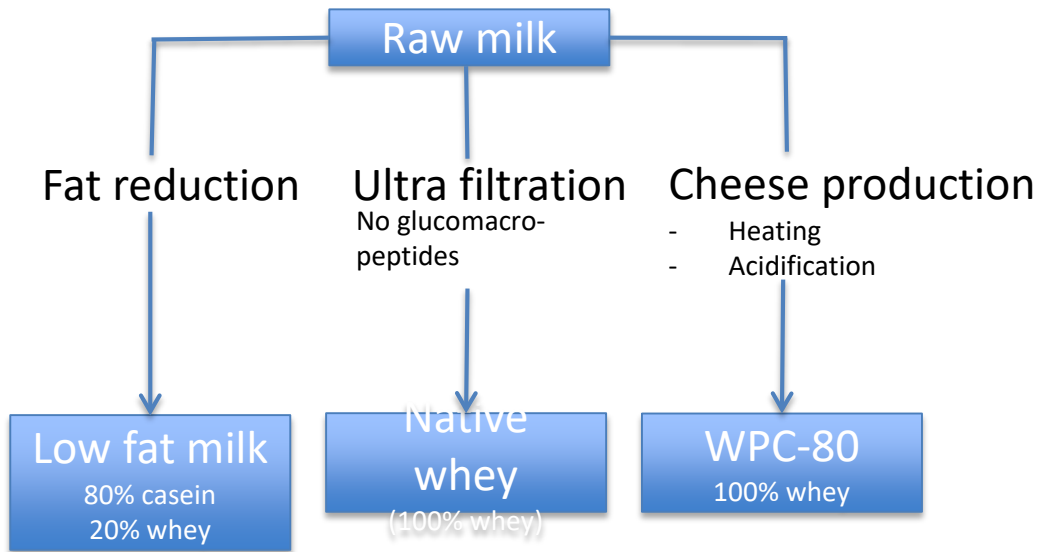 Raw milk
Fat reduction
Ultra filtration
No glucomacro-
peptides
Cheese production
- Heating
- Acidification
Low fat milk
80% casein
20% whey
Native
whey
(100% whey)
WPC-80
100% whey